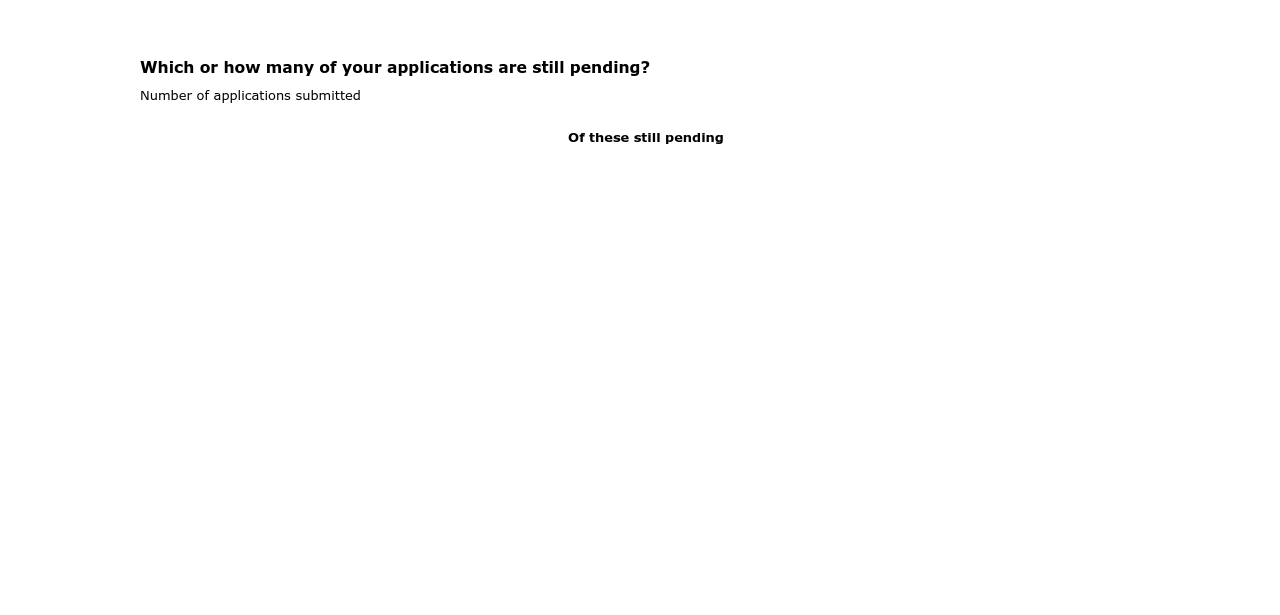 Which or how many of your applications are still pending?
Number of applications submitted
Of these still pending